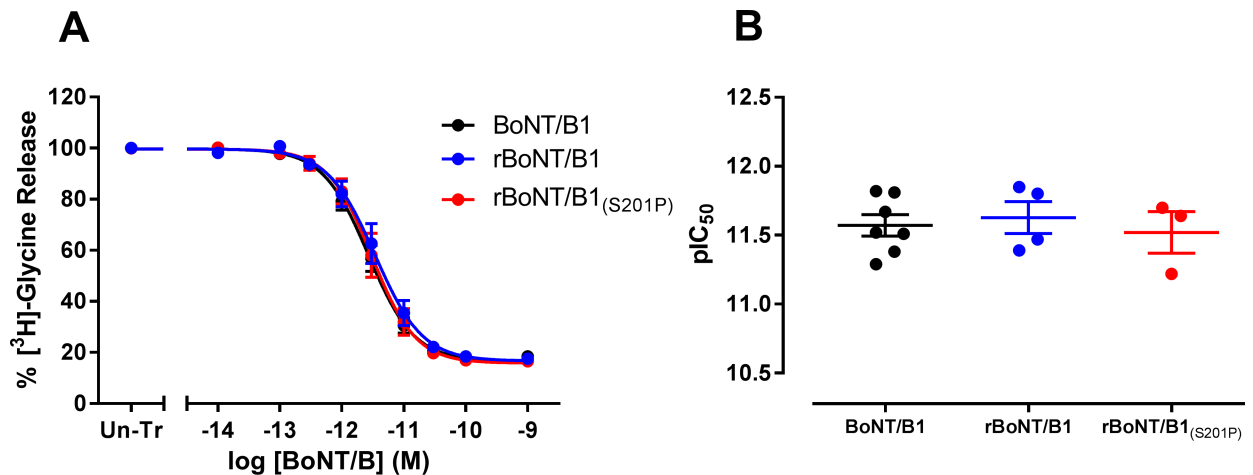 A
% [³H]-Glycine Release
120
100
80
60
40
20
0
Un-Tr
-14
-13
-12
-11
-10
-9
log [BoNT/B] (M)
BoNT/B1
rBoNT/B1
rBoNT/B1(S201P)
B
pIC50
12.5
12.0
11.5
11.0
10.5
BoNT/B1
rBoNT/B1
rBoNT/B1(S201P)